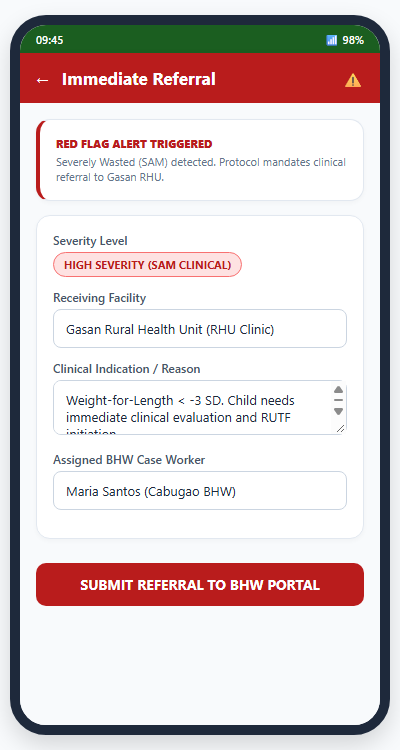 09:45 98%
← Immediate Referral
RED FLAG ALERT TRIGGERED
Severely Wasted (SAM) detected. Protocol mandates clinical
referral to Gasan RHU.
Severity Level
HIGH SEVERITY (SAM CLINICAL)
Receiving Facility
Gasan Rural Health Unit (RHU Clinic)
Clinical Indication / Reason
Weight-for-Length < -3 SD. Child needs
immediate clinical evaluation and RUTF
initiation
Assigned BHW Case Worker
Maria Santos (Cabugao BHW)
SUBMIT REFERRAL TO BHW PORTAL